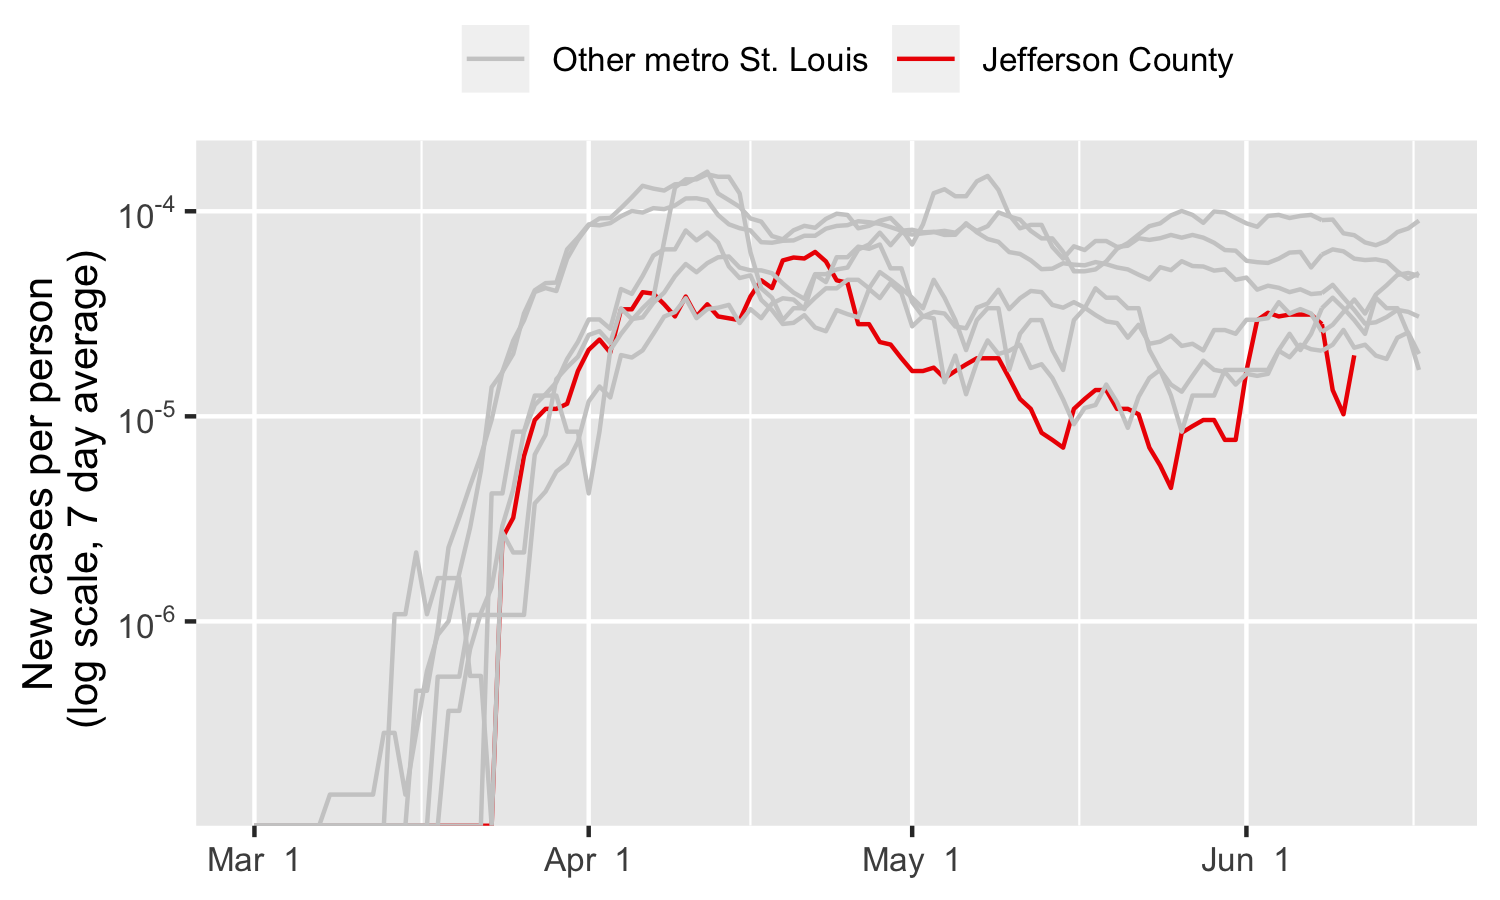 Other metro St. Louis
Jefferson County
New cases per person
(log scale, 7 day average)
10⁻⁴
10⁻⁵
10⁻⁶
Mar 1
Apr 1
May 1
Jun 1